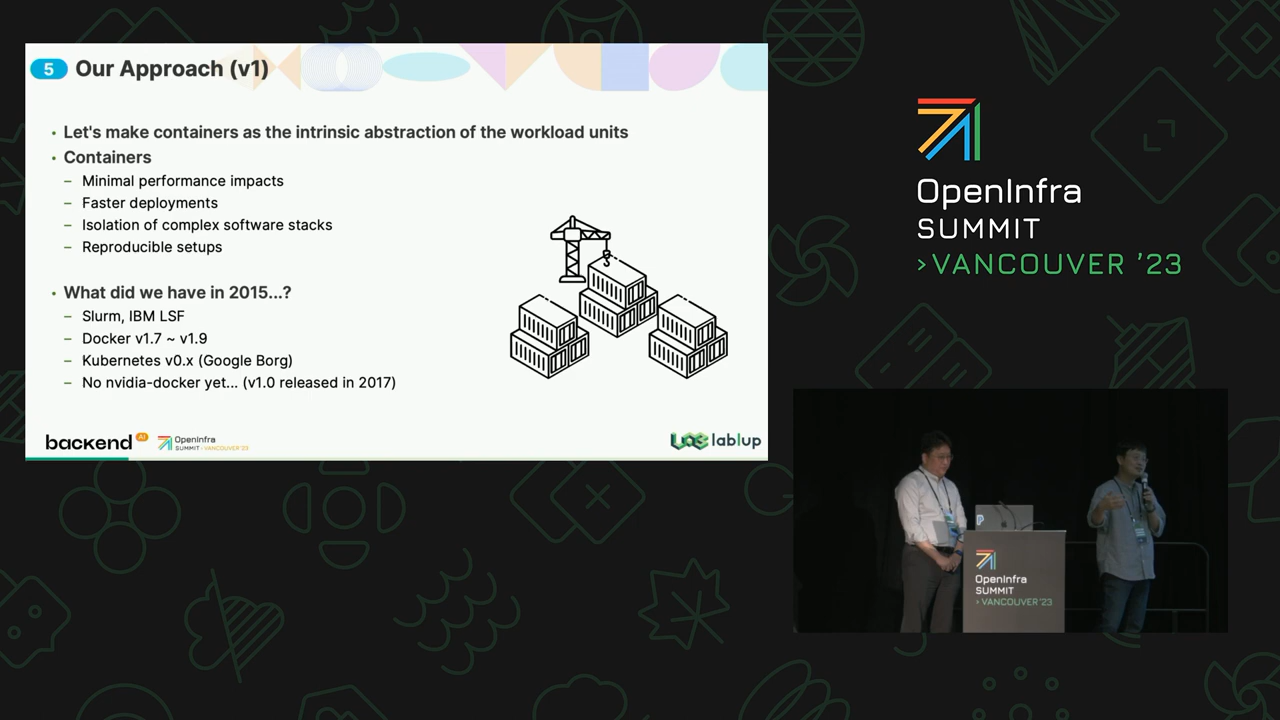 5 Our Approach (v1)
• Let's make containers as the intrinsic abstraction of the workload units
• Containers
– Minimal performance impacts
– Faster deployments
– Isolation of complex software stacks
– Reproducible setups
• What did we have in 2015...?
– Slurm, IBM LSF
– Docker v1.7 ~ v1.9
– Kubernetes v0.x (Google Borg)
– No nvidia-docker yet... (v1.0 released in 2017)
backend AI
OpenInfra
SUMMIT › VANCOUVER '23
lablup
OpenInfra
SUMMIT
›VANCOUVER '23
OpenInfra
SUMMIT
› VANCOUVER '23